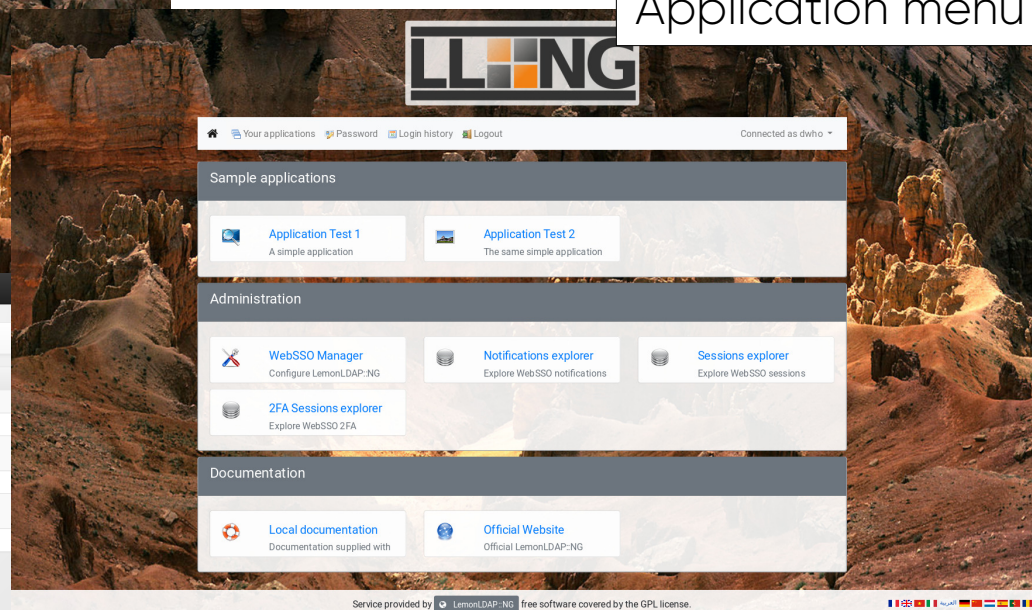 Application menu
LL::NG
Your applications Password Login history Logout Connected as dwho
Sample applications
Application Test 1 Application Test 2
A simple application The same simple application
Administration
WebSSO Manager Notifications explorer Sessions explorer
Configure LemonLDAP::NG Explore WebSSO notifications Explore WebSSO sessions
2FA Sessions explorer
Explore WebSSO 2FA
Documentation
Local documentation Official Website
Documentation supplied with Official LemonLDAP::NG
Service provided by LemonLDAP::NG free software covered by the GPL license. العربية